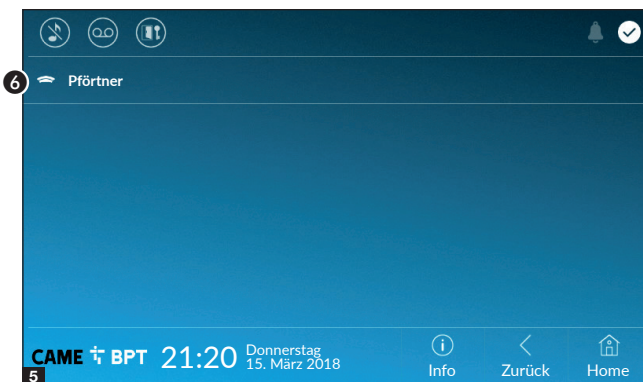 6
Pförtner
CAME BPT
21:20
Donnerstag
15. März 2018
Info
Zurück
Home
5